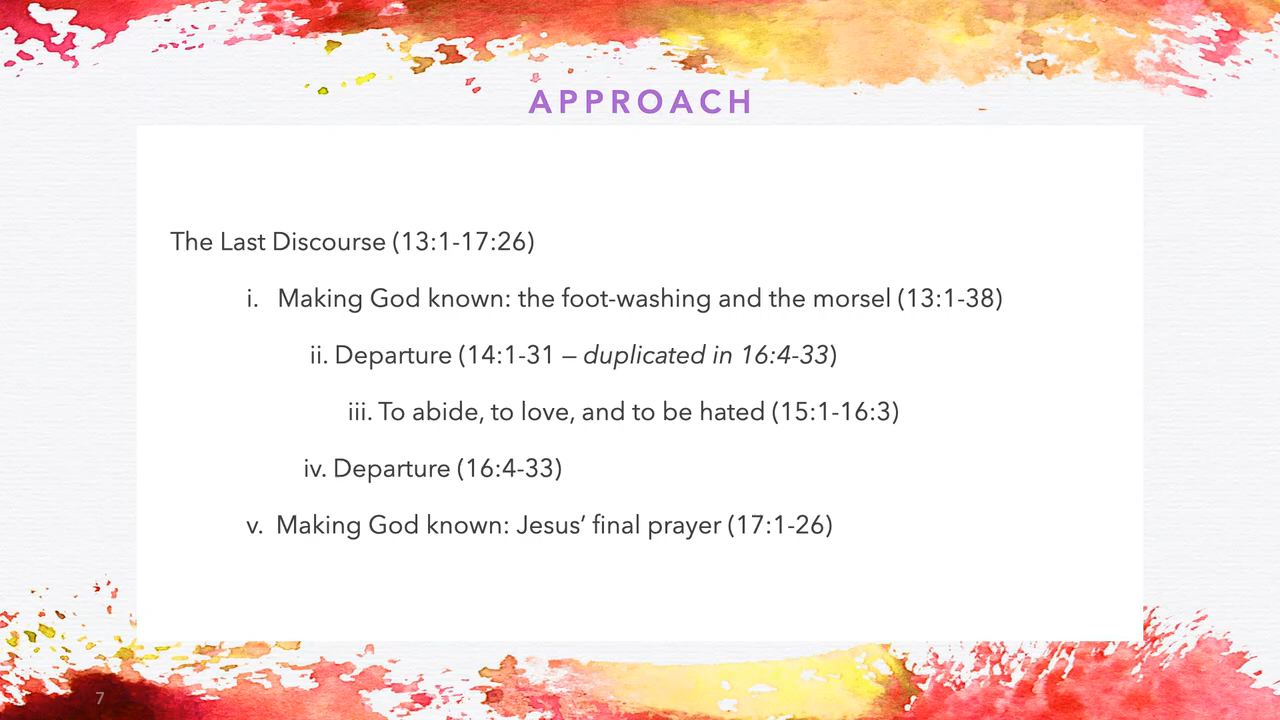 APPROACH
The Last Discourse (13:1-17:26)
i. Making God known: the foot-washing and the morsel (13:1-38)
ii. Departure (14:1-31 – duplicated in 16:4-33)
iii. To abide, to love, and to be hated (15:1-16:3)
iv. Departure (16:4-33)
v. Making God known: Jesus’ final prayer (17:1-26)
7